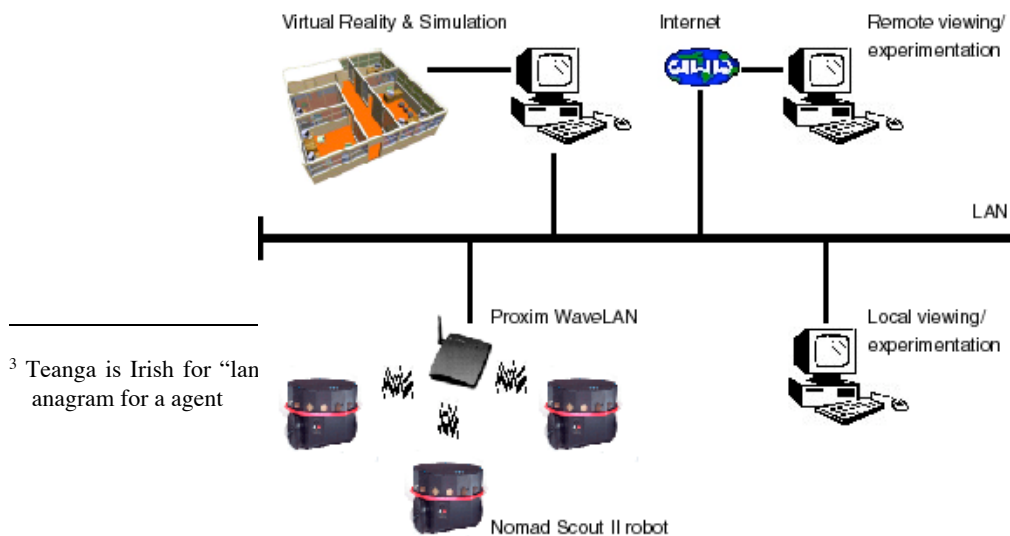 Virtual Reality & Simulation
Internet
Remote viewing/
experimentation
LAN
Proxim WaveLAN
Local viewing/
experimentation
3 Teanga is Irish for “lan
anagram for a agent
Nomad Scout II robot